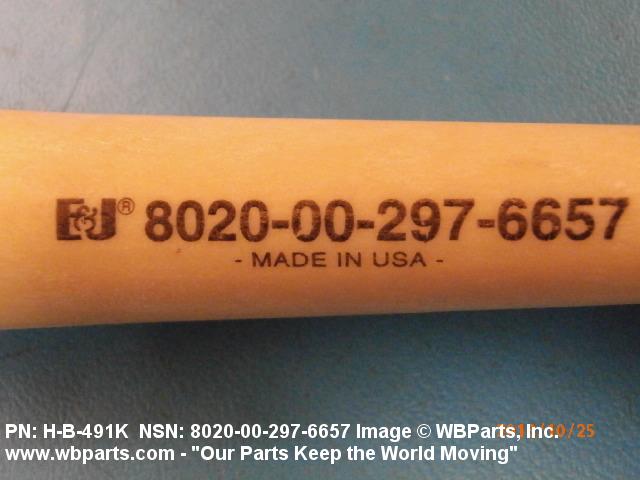 E&J® 8020-00-297-6657
- MADE IN USA -
PN: H-B-491K NSN: 8020-00-297-6657 Image © WBParts, Inc.
www.wbparts.com - "Our Parts Keep the World Moving"